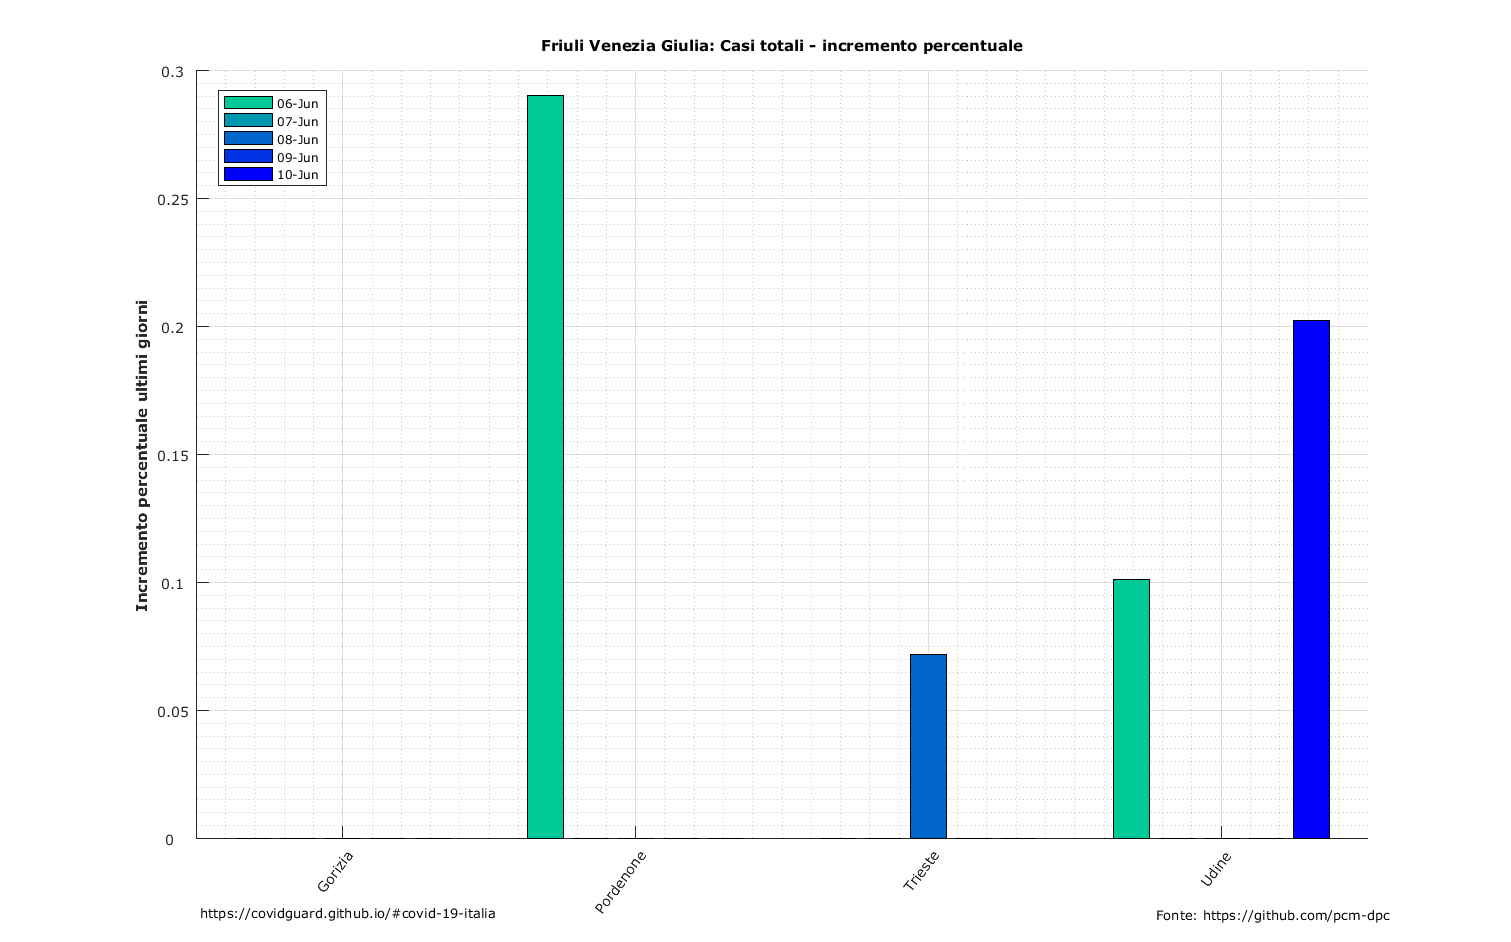 Friuli Venezia Giulia: Casi totali - incremento percentuale
0.3
0.25
0.2
0.15
0.1
0.05
0
Incremento percentuale ultimi giorni
06-Jun
07-Jun
08-Jun
09-Jun
10-Jun
Gorizia
Pordenone
Trieste
Udine
https://covidguard.github.io/#covid-19-italia
Fonte: https://github.com/pcm-dpc